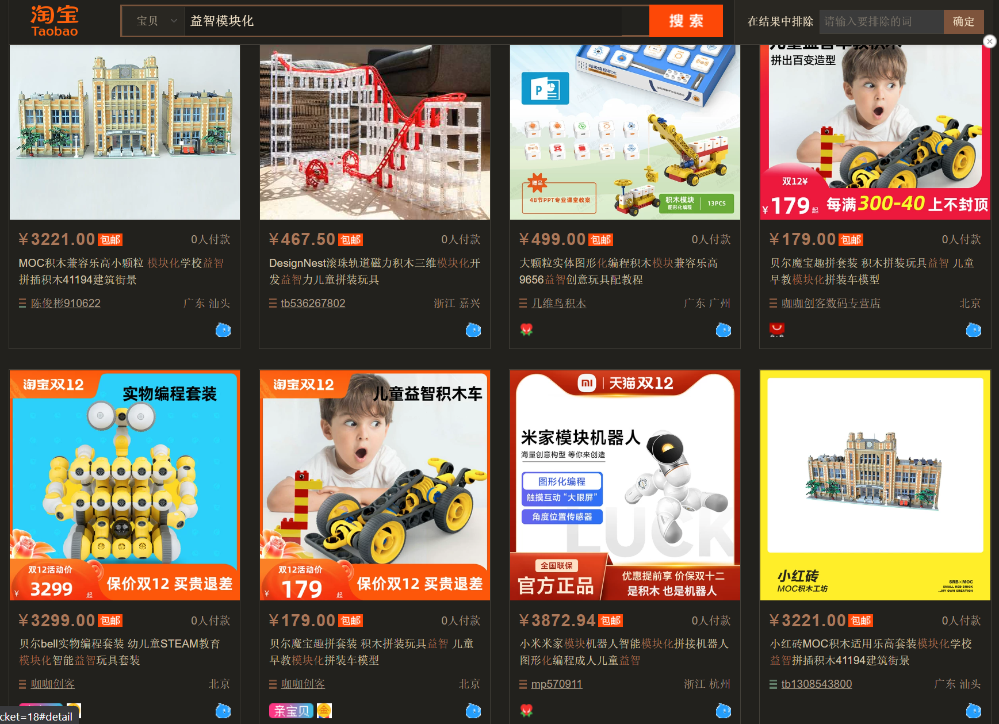 淘宝
Taobao
宝贝
益智模块化
搜 索
在结果中排除
请输入要排除的词
确定
磁吸编程积木
P
赠品
48节PPT专业课堂教案
积木模块
图形化编程
13PCS
儿童益智早教积木
拼出百变造型
双12¥
¥179起
每满300-40上不封顶
¥3221.00 包邮
0人付款
MOC积木兼容乐高小颗粒 模块化学校益智
拼插积木41194建筑街景
陈俊彬910622
广东 汕头
¥467.50 包邮
0人付款
DesignNest滚珠轨道磁力积木三维模块化开
发益智力儿童拼装玩具
tb536267802
浙江 嘉兴
¥499.00 包邮
0人付款
大颗粒实体图形化编程积木模块兼容乐高
9656益智创意玩具配教程
几维鸟积木
广东 广州
¥179.00 包邮
0人付款
贝尔魔宝趣拼套装 积木拼装玩具益智 儿童
早教模块化拼装车模型
咖咖创客数码专营店
北京
淘宝双12
实物编程套装
双12活动价
¥ 3299 起
保价双12 买贵退差
淘宝双12
儿童益智积木车
双12活动价
¥ 179 起
保价双12 买贵退差
mi
天猫双12
米家模块机器人
海量创意构型 等你来创造
图形化编程
触摸互动“大眼屏”
角度位置传感器
LUCK
全国联保
官方正品
优惠提前享 价保双十二
是积木 也是机器人
小红砖
MOC积木工坊
SRB×MOC
SMALL RED BRICK
...MY OWN CREATION
¥3299.00 包邮
0人付款
贝尔bell实物编程套装 幼儿童STEAM教育
模块化智能益智玩具套装
咖咖创客
北京
¥179.00 包邮
0人付款
贝尔魔宝趣拼套装 积木拼装玩具益智 儿童
早教模块化拼装车模型
咖咖创客
北京
亲宝贝
金
¥3872.94 包邮
0人付款
小米米家模块机器人智能模块化拼接机器人
图形化编程成人儿童益智
mp570911
浙江 杭州
¥3221.00 包邮
0人付款
小红砖MOC积木适用乐高套装模块化学校
益智拼插积木41194建筑街景
tb1308543800
广东 汕头
cket=18#detail